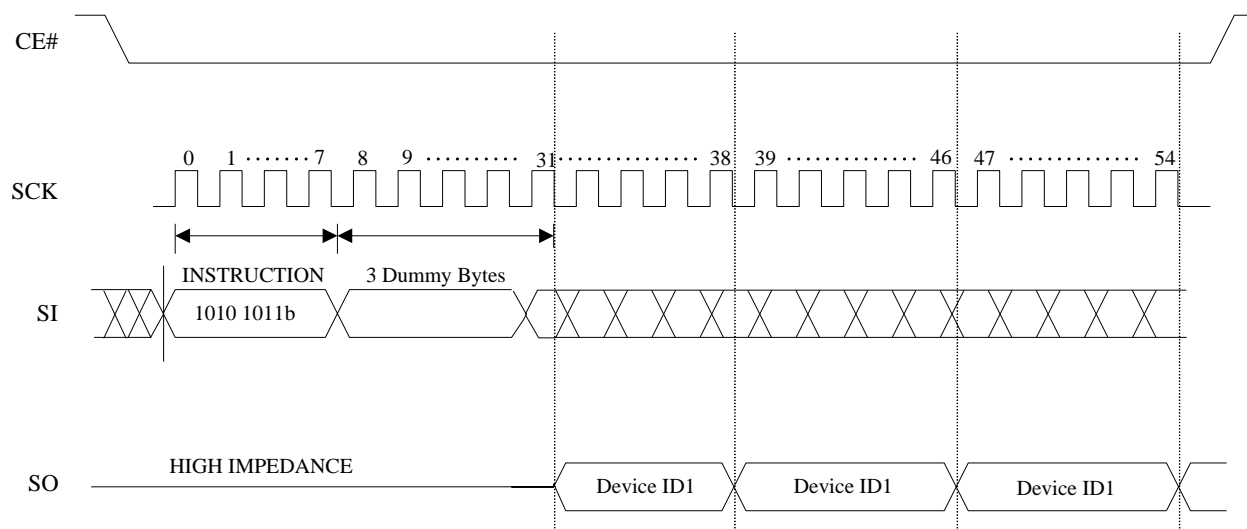 CE#
0 1 ........ 7 8 9 ............ 31 .................. 38 39 ............... 46 47 ............... 54
SCK
INSTRUCTION 3 Dummy Bytes
SI 1010 1011b
HIGH IMPEDANCE
SO Device ID1 Device ID1 Device ID1